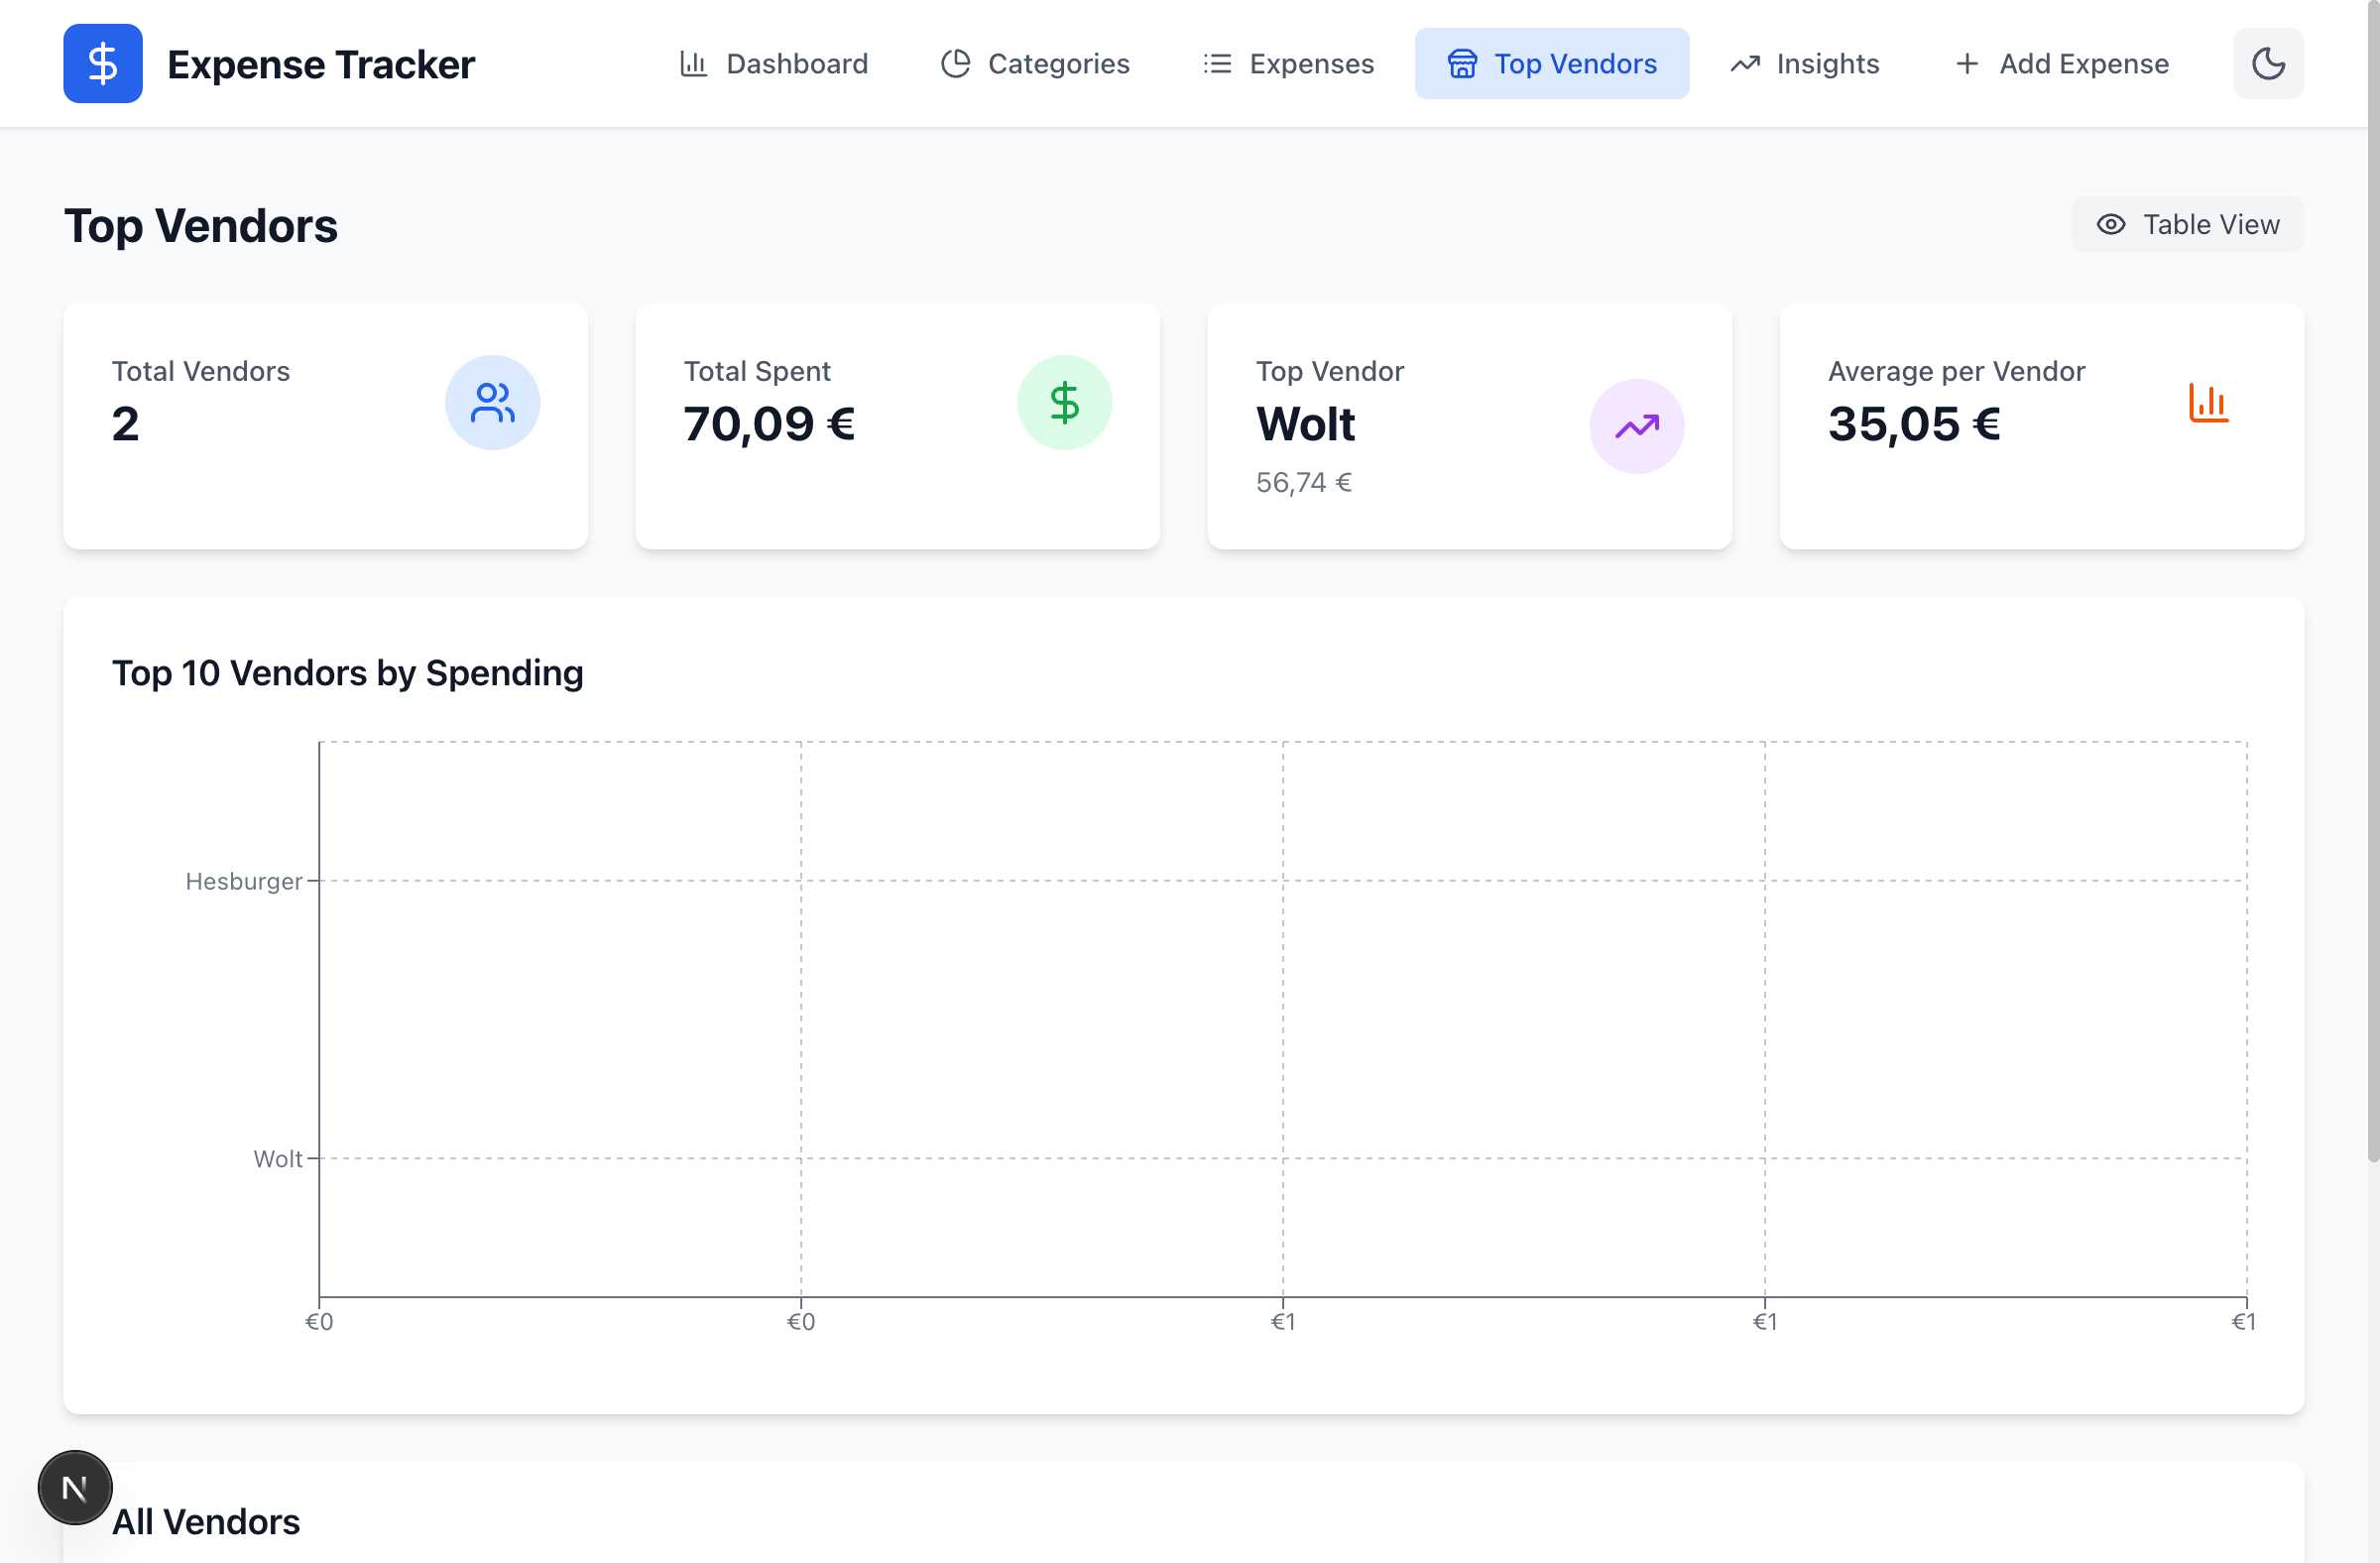 Expense Tracker
Dashboard
Categories
Expenses
Top Vendors
Insights
Add Expense
Top Vendors
Table View
Total Vendors
2
Total Spent
70,09 €
Top Vendor
Wolt
56,74 €
Average per Vendor
35,05 €
Top 10 Vendors by Spending
Hesburger
Wolt
€0
€0
€1
€1
€1
N
All Vendors